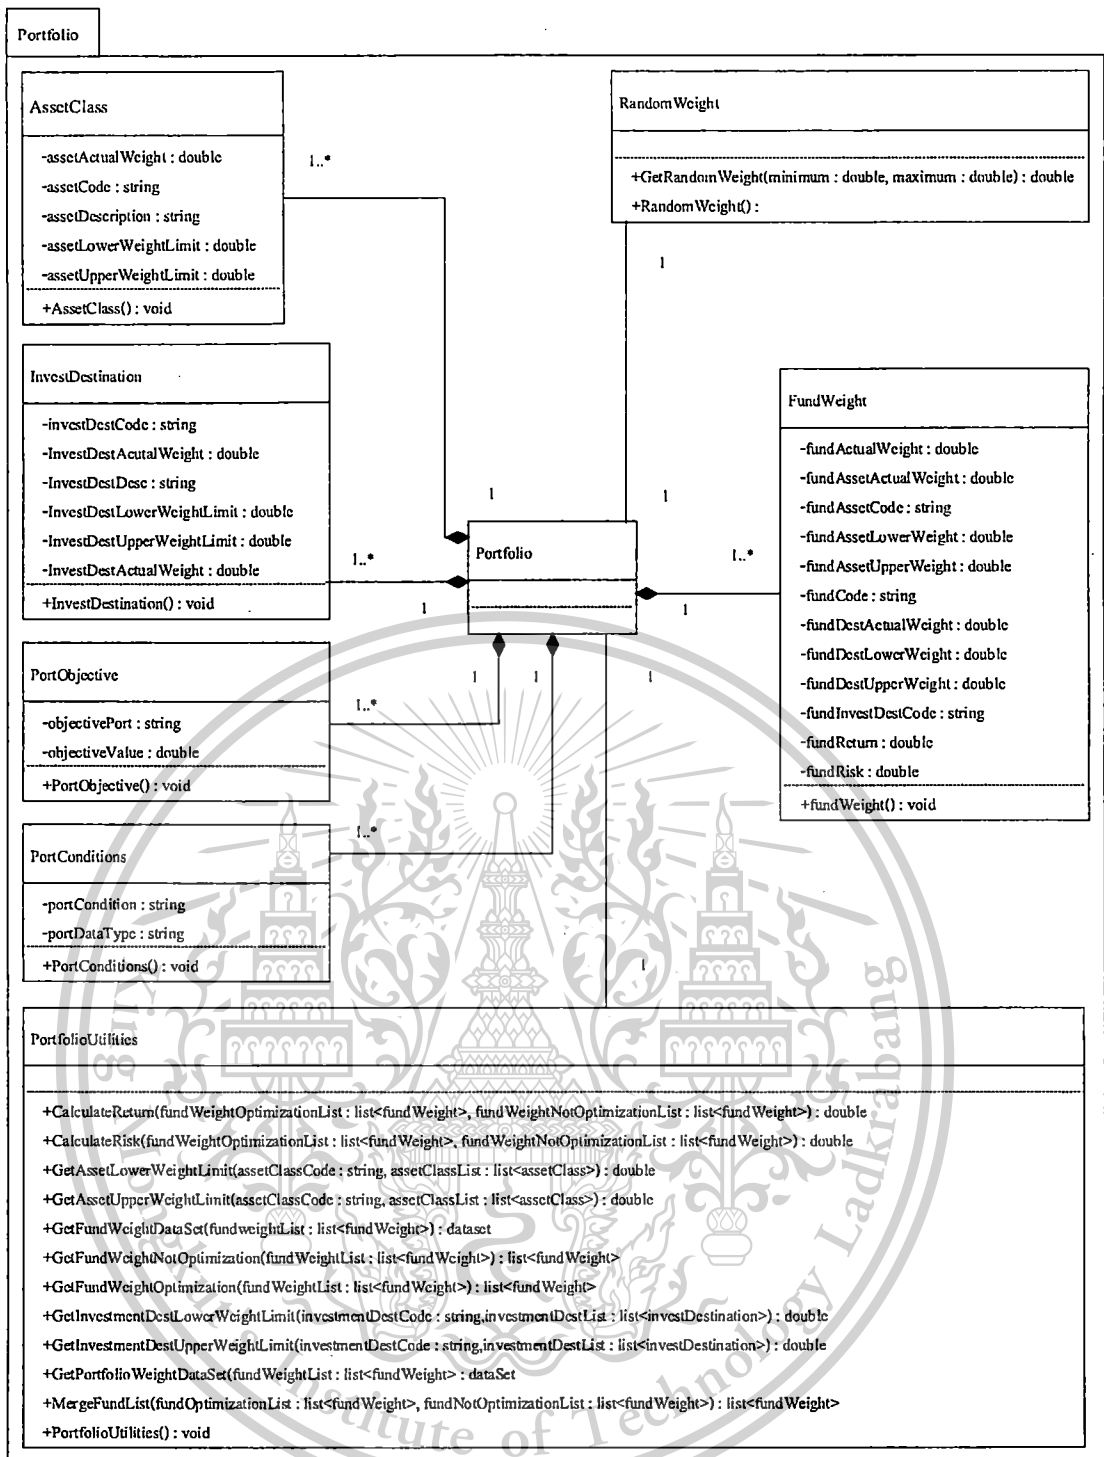 Portfolio
AssetClass
-assetActualWeight : double
-assetCode : string
-assetDescription : string
-assetLowerWeightLimit : double
-assetUpperWeightLimit : double
+AssetClass() : void
1..*
RandomWeight
+GetRandomWeight(minimum : double, maximum : double) : double
+RandomWeight() :
1
InvestDestination
-investDestCode : string
-InvestDestAcutalWeight : double
-InvestDestDesc : string
-InvestDestLowerWeightLimit : double
-InvestDestUpperWeightLimit : double
-InvestDestActualWeight : double
+InvestDestination() : void
1..*
1
1
1
Portfolio
1..*
1
FundWeight
-fundActualWeight : double
-fundAssetActualWeight : double
-fundAssetCode : string
-fundAssetLowerWeight : double
-fundAssetUpperWeight : double
-fundCode : string
-fundDestActualWeight : double
-fundDestLowerWeight : double
-fundDestUpperWeight : double
-fundInvestDestCode : string
-fundReturn : double
-fundRisk : double
+fundWeight() : void
PortObjective
-objectivePort : string
-objectiveValue : double
+PortObjective() : void
1..*
1
1
1
PortConditions
-portCondition : string
-portDataType : string
+PortConditions() : void
1..*
1
PortfolioUtilities
+CalculateReturn(fundWeightOptimizationList : list<fundWeight>, fundWeightNotOptimizationList : list<fundWeight>) : double
+CalculateRisk(fundWeightOptimizationList : list<fundWeight>, fundWeightNotOptimizationList : list<fundWeight>) : double
+GetAssetLowerWeightLimit(assetClassCode : string, assetClassList : list<assetClass>) : double
+GetAssetUpperWeightLimit(assetClassCode : string, assetClassList : list<assetClass>) : double
+GetFundWeightDataSet(fundweightList : list<fundWeight>) : dataset
+GetFundWeightNotOptimization(fundWeightList : list<fundWeight>) : list<fundWeight>
+GetFundWeightOptimization(fundWeightList : list<fundWeight>) : list<fundWeight>
+GetInvestmentDestLowerWeightLimit(investmentDestCode : string,investmentDestList : list<investDestination>) : double
+GetInvestmentDestUpperWeightLimit(investmentDestCode : string,investmentDestList : list<investDestination>) : double
+GetPortfolioWeightDataSet(fundWeightList : list<fundWeight> : dataSet
+MergeFundList(fundOptimizationList : list<fundWeight>, fundNotOptimizationList : list<fundWeight>) : list<fundWeight>
+PortfolioUtilities() : void
Institute of Technology Ladkrabang